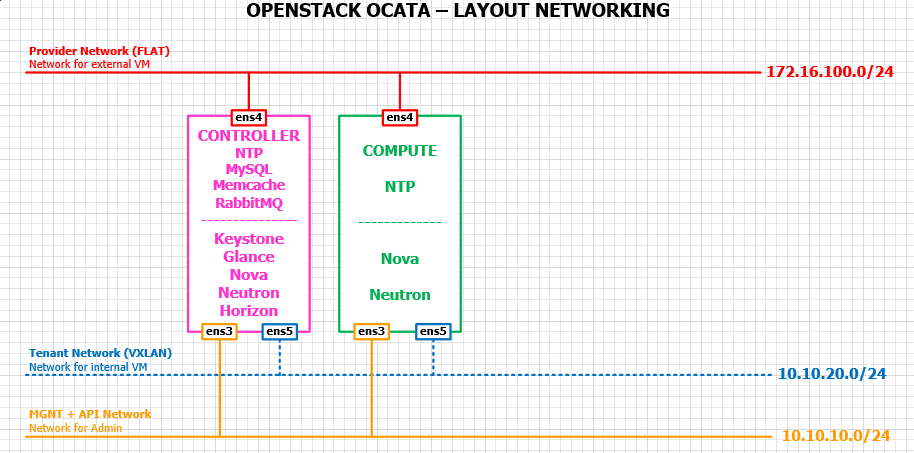 OPENSTACK OCATA – LAYOUT NETWORKING
Provider Network (FLAT)
Network for external VM
172.16.100.0/24
ens4
ens4
CONTROLLER
NTP
MySQL
Memcache
RabbitMQ
Keystone
Glance
Nova
Neutron
Horizon
COMPUTE
NTP
Nova
Neutron
ens3
ens5
ens3
ens5
Tenant Network (VXLAN)
Network for internal VM
10.10.20.0/24
MGNT + API Network
Network for Admin
10.10.10.0/24